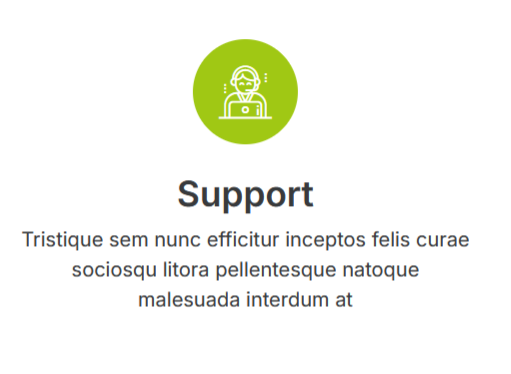 Support
Tristique sem nunc efficitur inceptos felis curae
sociosqu litora pellentesque natoque
malesuada interdum at